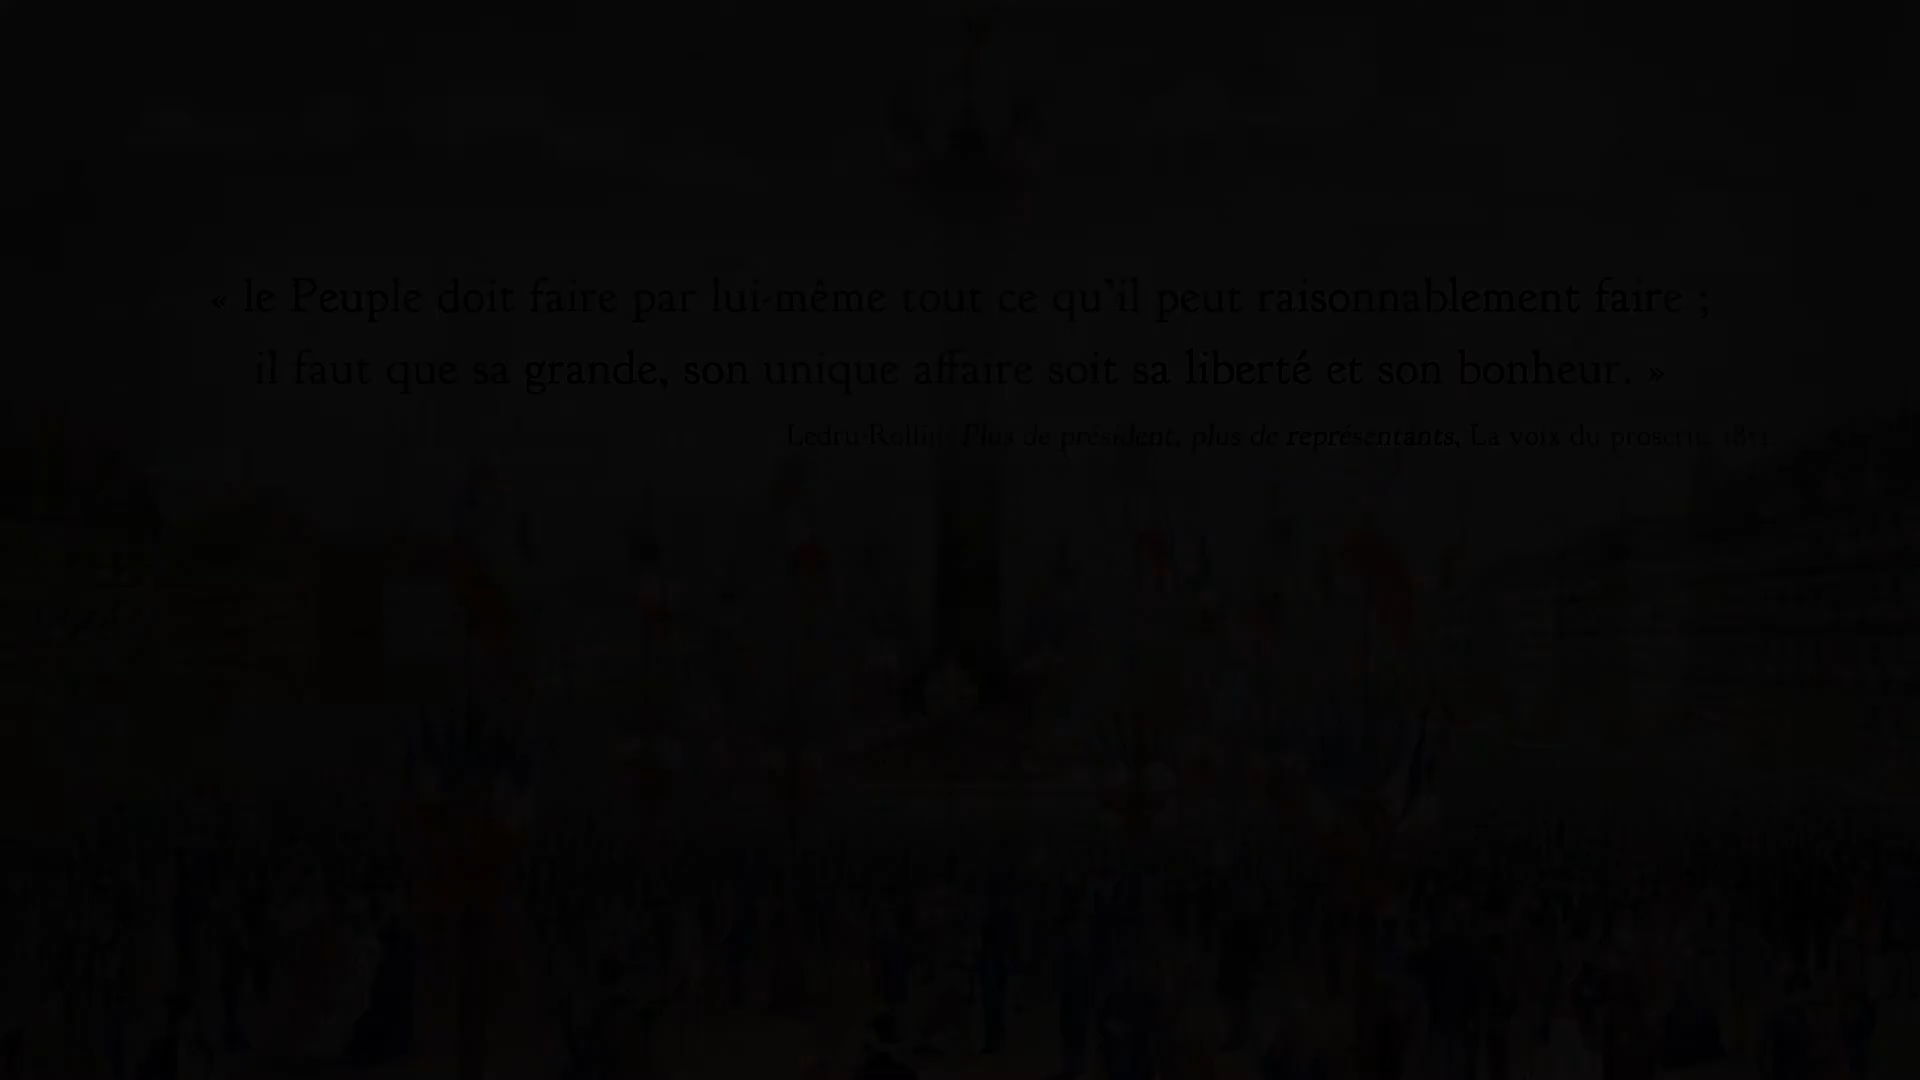 « le Peuple doit faire par lui-même tout ce qu'il peut raisonnablement faire ;
il faut que sa grande, son unique affaire soit sa liberté et son bonheur. »
Ledru-Rollin, Plus de président, plus de représentants, La voix du proscrit, 1851.